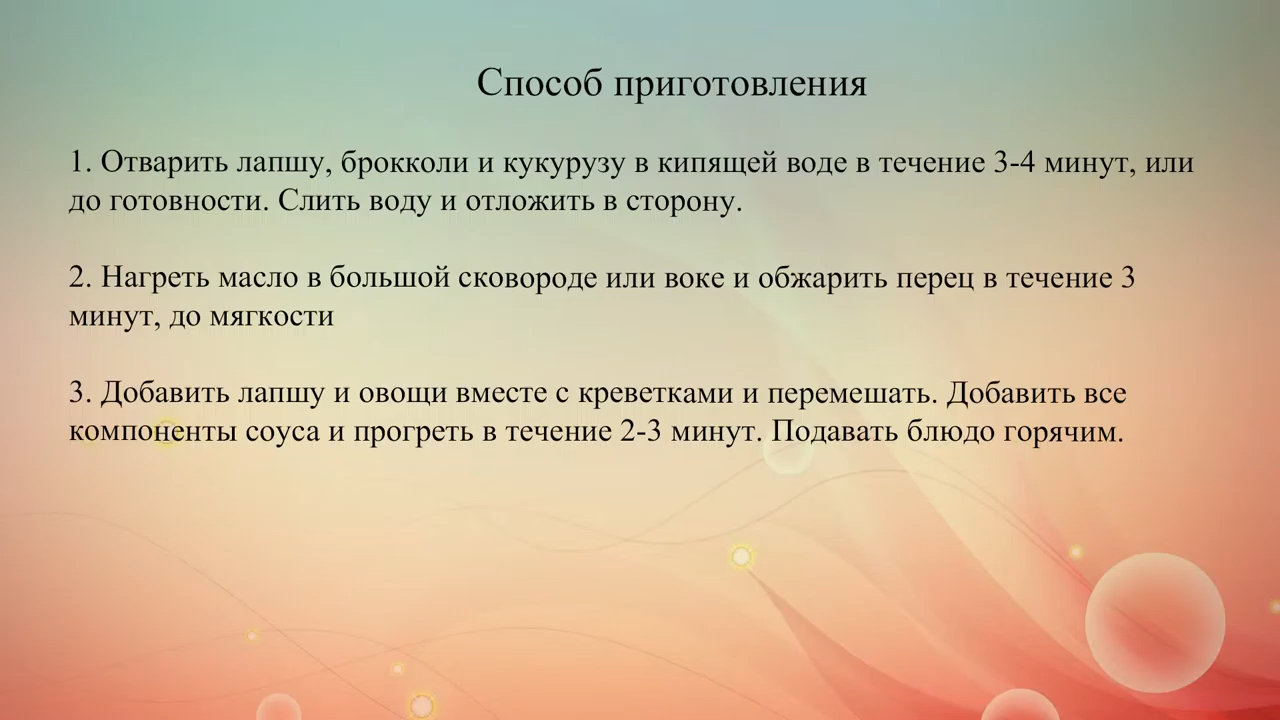 Способ приготовления
1. Отварить лапшу, брокколи и кукурузу в кипящей воде в течение 3-4 минут, или
до готовности. Слить воду и отложить в сторону.
2. Нагреть масло в большой сковороде или воке и обжарить перец в течение 3
минут, до мягкости
3. Добавить лапшу и овощи вместе с креветками и перемешать. Добавить все
компоненты соуса и прогреть в течение 2-3 минут. Подавать блюдо горячим.